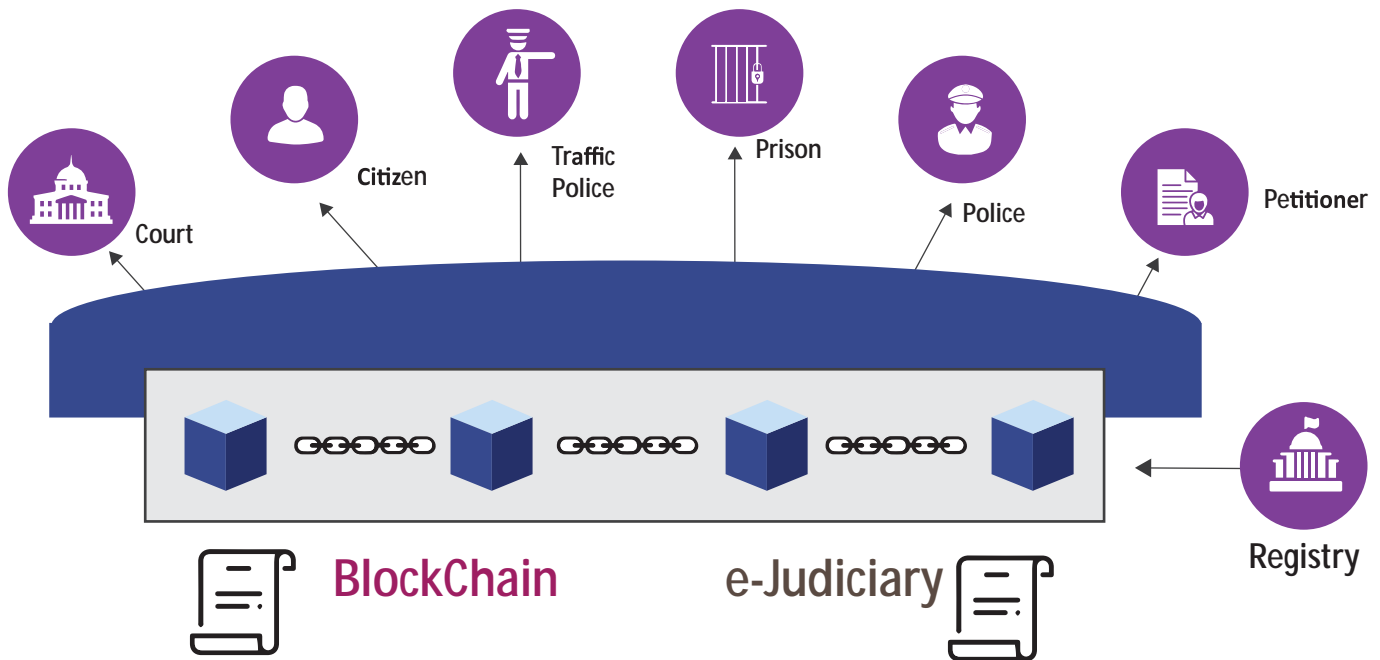 Court
Citizen
Traffic
Police
Prison
Police
Petitioner
Registry
BlockChain
e-Judiciary